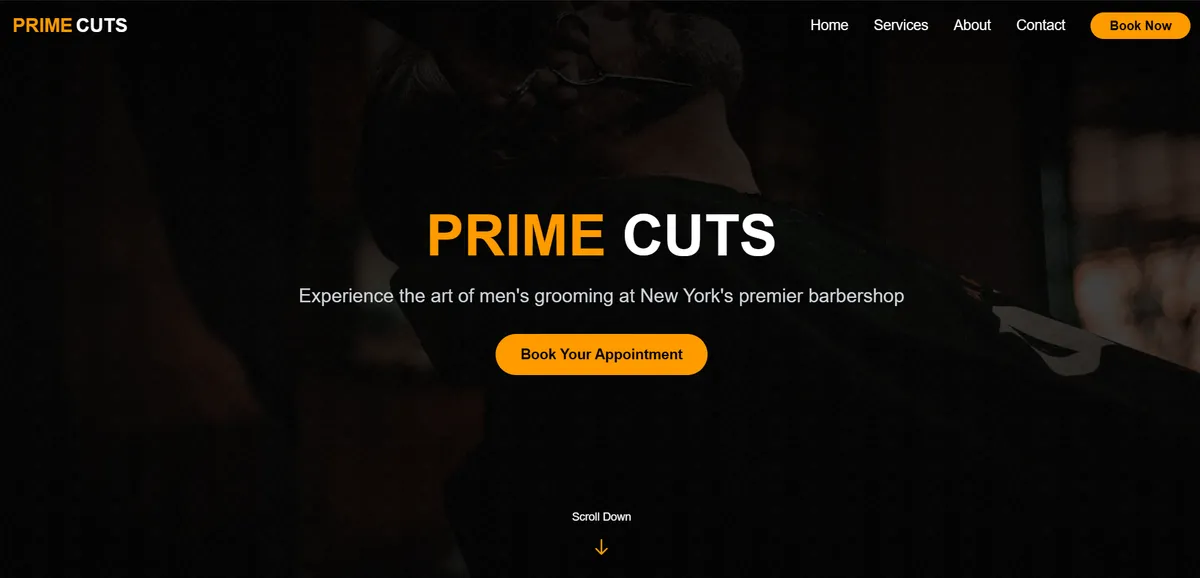 PRIME CUTS
Home
Services
About
Contact
Book Now
PRIME CUTS
Experience the art of men's grooming at New York's premier barbershop
Book Your Appointment
Scroll Down